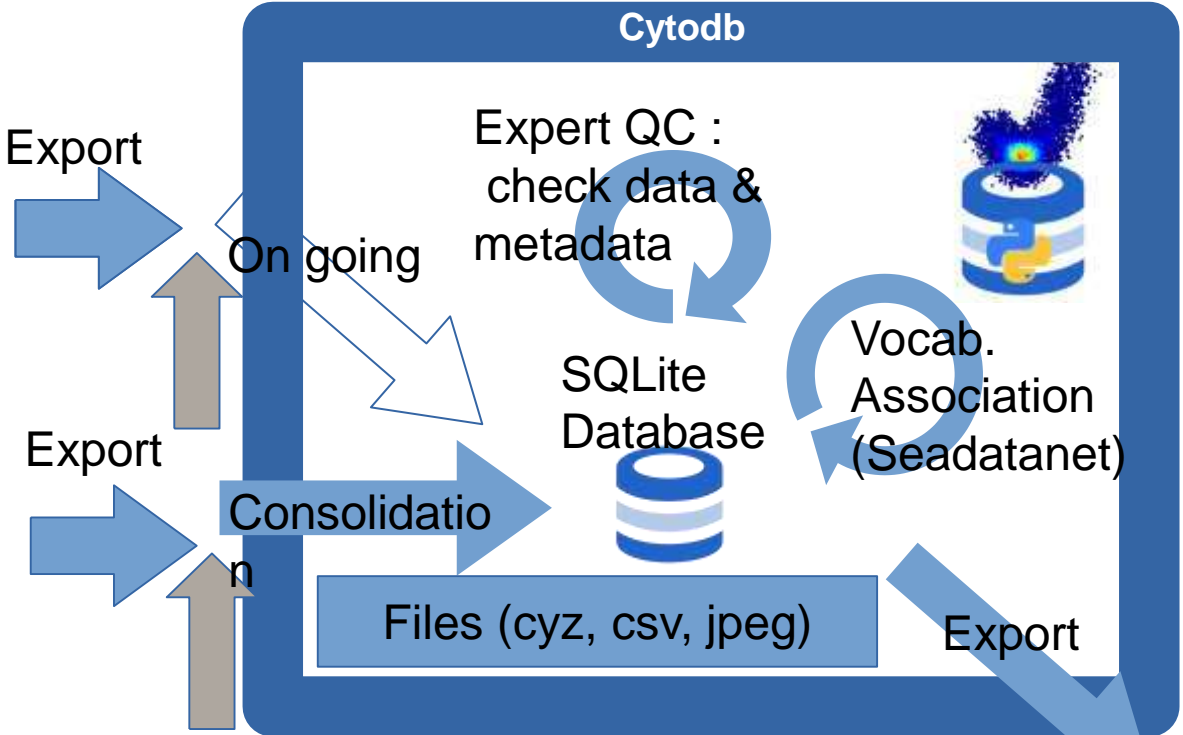 Cytodb
Export
Expert QC :
check data &
metadata
On going
Vocab.
Association
(Seadatanet)
SQLite
Database
Export
Consolidatio
n
Files (cyz, csv, jpeg)
Export